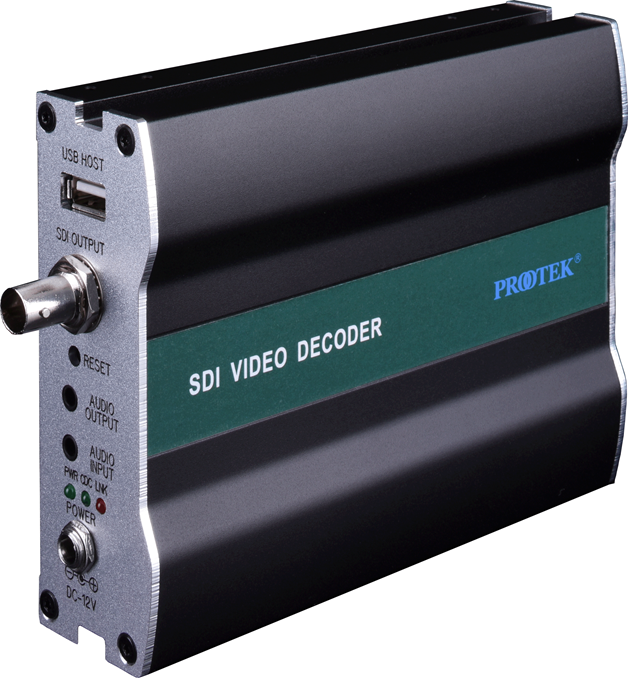 USB HOST
SDI OUTPUT
RESET
AUDIO
OUTPUT
AUDIO
INPUT
PWR CDC LNK
POWER
DC-12V
SDI VIDEO DECODER
PROOTEK®